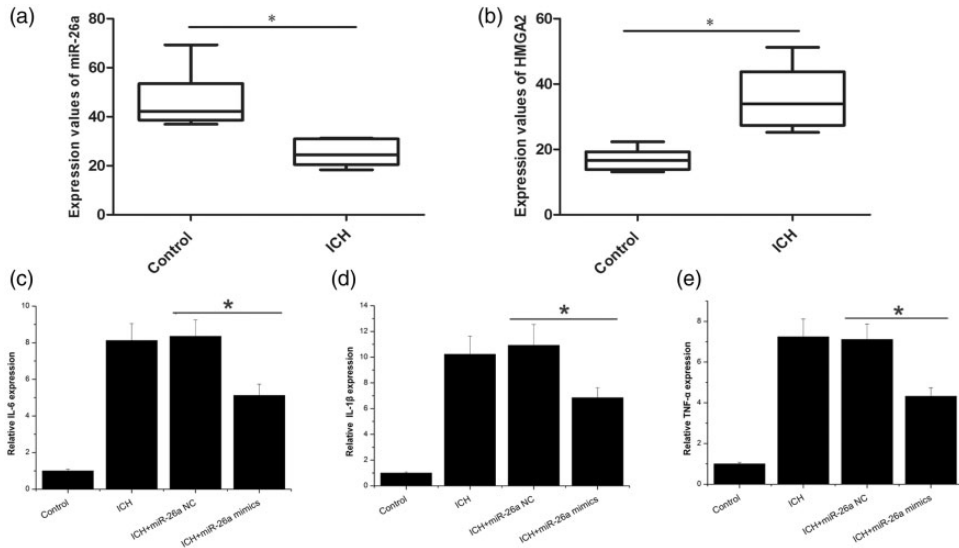 (a)
Expression values of miR-26a
80
60
40
20
0
*
Control
ICH
(b)
Expression values of HMGA2
60
40
20
0
*
Control
ICH
(c)
Relative IL-6 expression
10
8
6
4
2
0
*
Control
ICH
ICH+miR-26a NC
ICH+miR-26a mimics
(d)
Relative IL-1β expression
14
12
10
8
6
4
2
0
*
Control
ICH
ICH+miR-26a NC
ICH+miR-26a mimics
(e)
Relative TNF-α expression
8
6
4
2
0
*
Control
ICH
ICH+miR-26a NC
ICH+miR-26a mimics